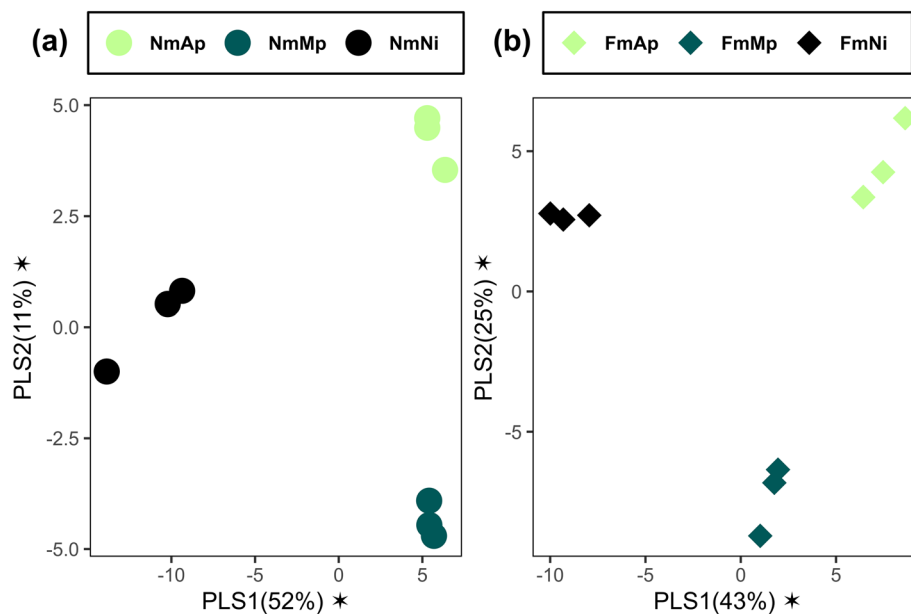 (a) NmAp NmMp NmNi
(b) FmAp FmMp FmNi
5.0
2.5
0.0
-2.5
-5.0
PLS2(11%) ✶
-10 -5 0 5
PLS1(52%) ✶
5
0
-5
PLS2(25%) ✶
-10 -5 0 5
PLS1(43%) ✶